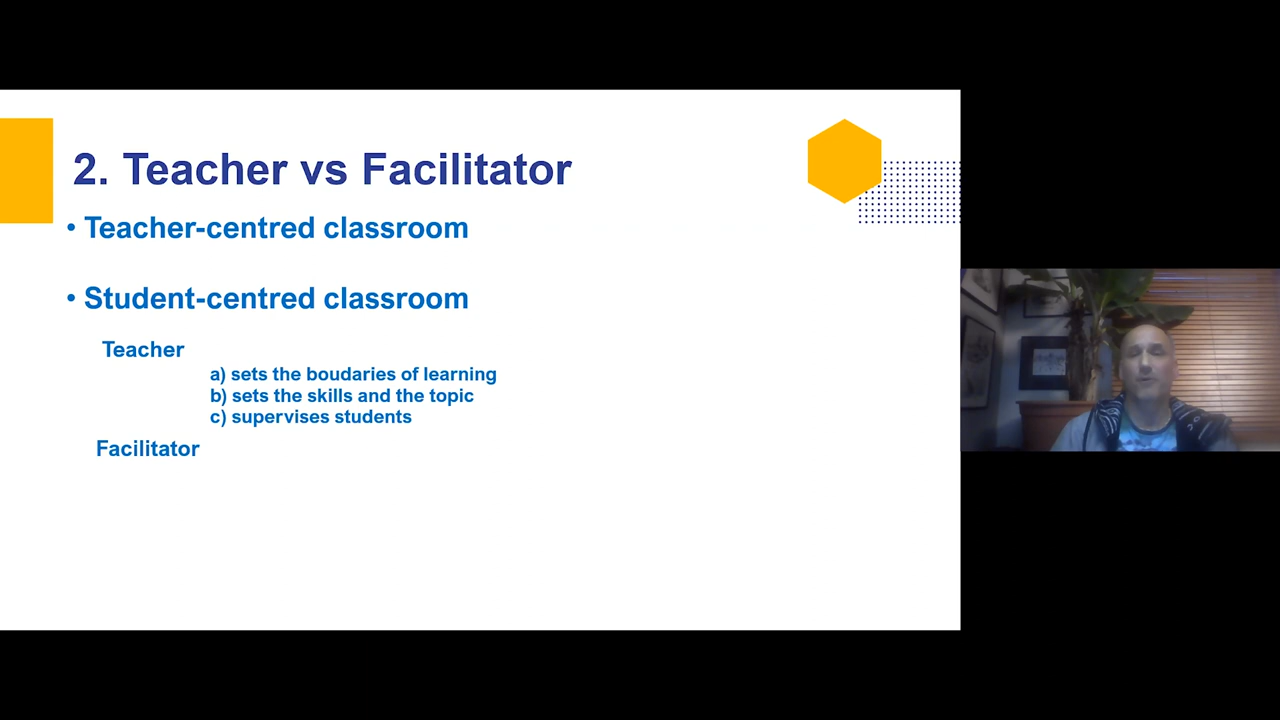 2. Teacher vs Facilitator
• Teacher-centred classroom
• Student-centred classroom
Teacher
a) sets the boudaries of learning
b) sets the skills and the topic
c) supervises students
Facilitator